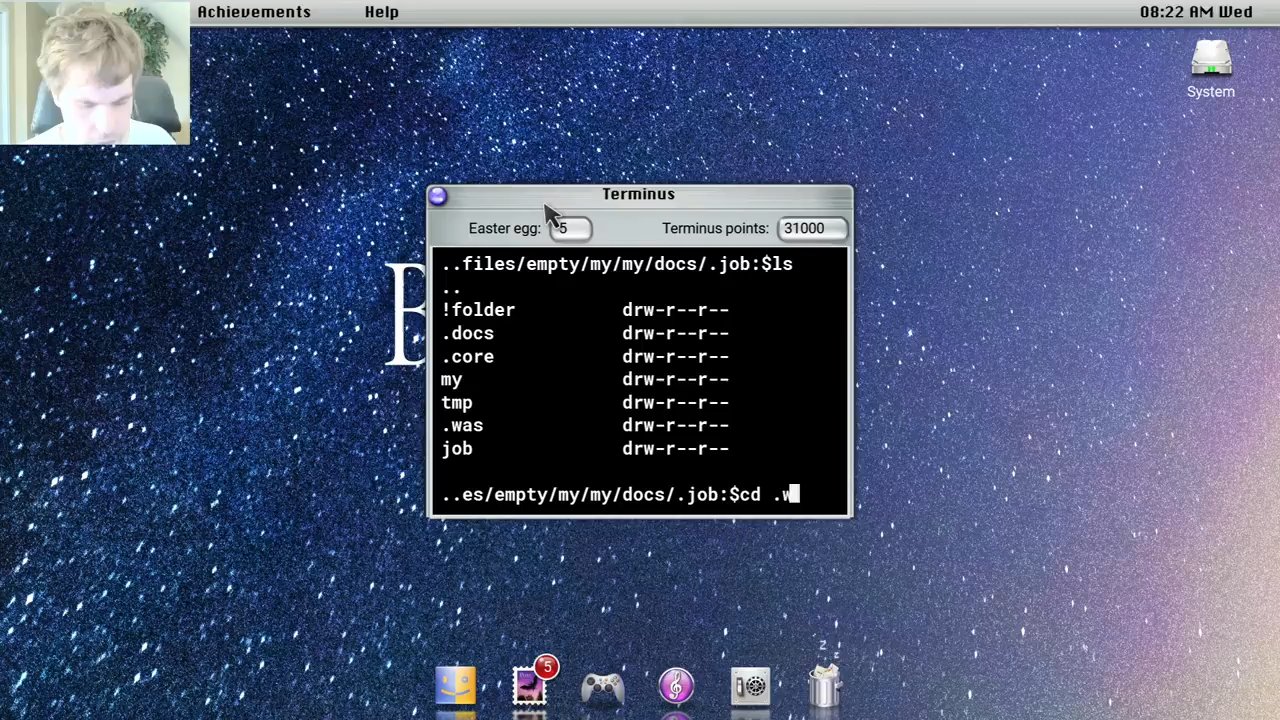 Achievements Help 08:22 AM Wed
System
Terminus
Easter egg: 5 Terminus points: 31000
..files/empty/my/my/docs/.job:$ls
..
!folder drw-r--r--
.docs drw-r--r--
.core drw-r--r--
my drw-r--r--
tmp drw-r--r--
.was drw-r--r--
job drw-r--r--
..es/empty/my/my/docs/.job:$cd .w
B
z
z
5